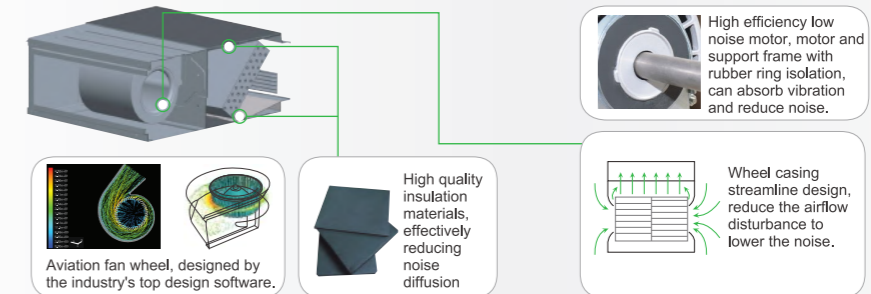 High efficiency low
noise motor, motor and
support frame with
rubber ring isolation,
can absorb vibration
and reduce noise.
Aviation fan wheel, designed by
the industry's top design software.
High quality
insulation
materials,
effectively
reducing
noise
diffusion
Wheel casing
streamline design,
reduce the airflow
disturbance to
lower the noise.